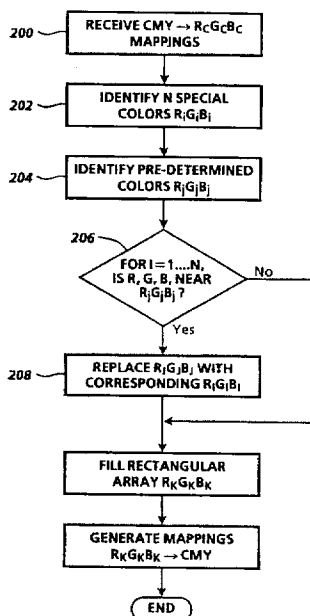 200
RECEIVE CMY → RCGCBC
MAPPINGS
202
IDENTIFY N SPECIAL
COLORS RiGiBi
204
IDENTIFY PRE-DETERMINED
COLORS RjGjBj
206
FOR I = 1....N,
IS R, G, B, NEAR
RjGjBj ?
No
Yes
208
REPLACE RjGjBj WITH
CORRESPONDING RiGiBi
FILL RECTANGULAR
ARRAY RKGKBK
GENERATE MAPPINGS
RKGKBK → CMY
END